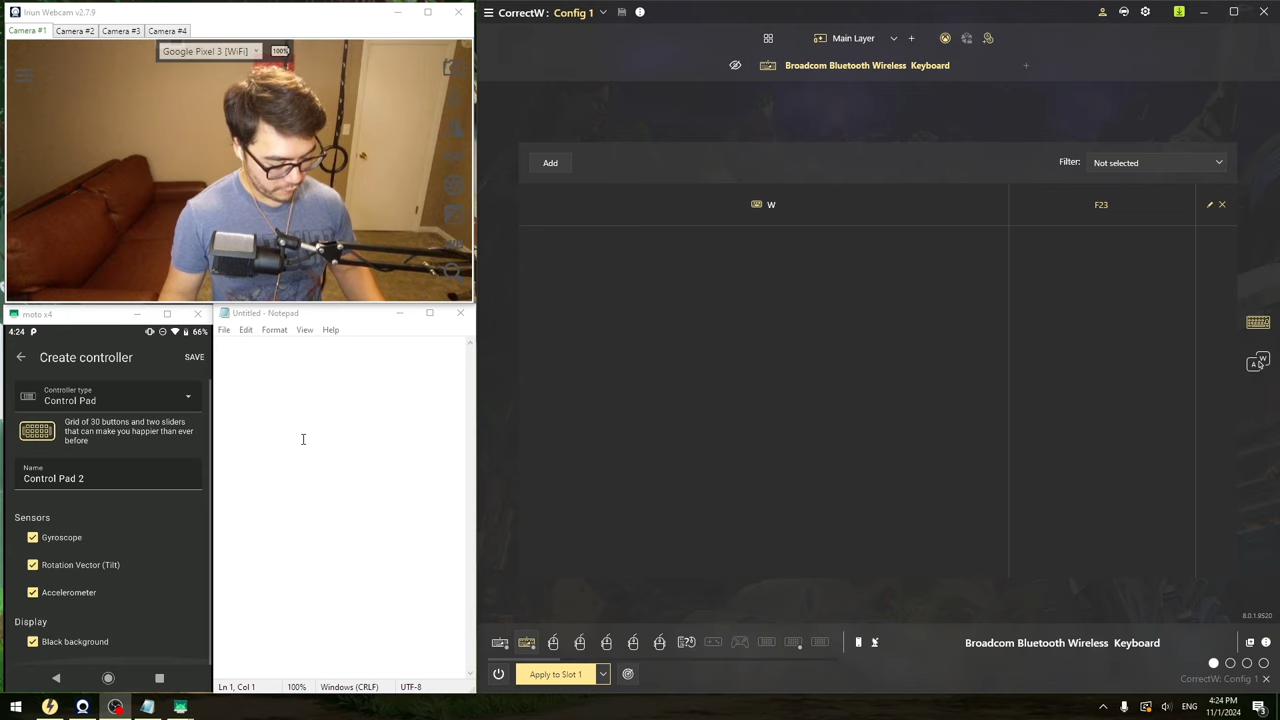 Iriun Webcam v2.7.9
Camera #1 Camera #2 Camera #3 Camera #4
Google Pixel 3 [WiFi]
100%
moto x4
4:24
66%
Create controller
SAVE
Controller type
Control Pad
Grid of 30 buttons and two sliders
that can make you happier than ever
before
Name
Control Pad 2
Sensors
Gyroscope
Rotation Vector (Tilt)
Accelerometer
Display
Black background
Untitled - Notepad
File Edit Format View Help
Ln 1, Col 1 100% Windows (CRLF) UTF-8
CorrectW: Config 1
Main Layer
Broadcom Bluetooth Wireless Keyboard
Add
Filter: Not selected
W
F23
A W
8.0.1.9520
Broadcom Bluetooth Wireless Keyboard
Apply to Slot 1
CorrectW: Config 1
ENG
4:24 PM
11/1/2024